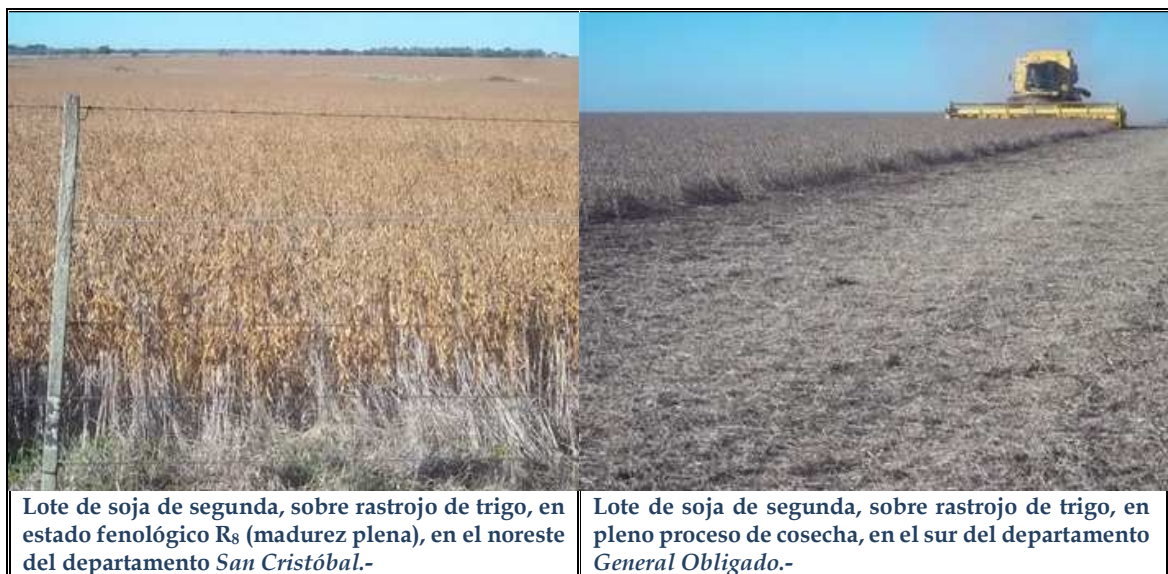 Lote de soja de segunda, sobre rastrojo de trigo, en
estado fenológico R₈ (madurez plena), en el noreste
del departamento San Cristóbal.-
Lote de soja de segunda, sobre rastrojo de trigo, en
pleno proceso de cosecha, en el sur del departamento
General Obligado.-